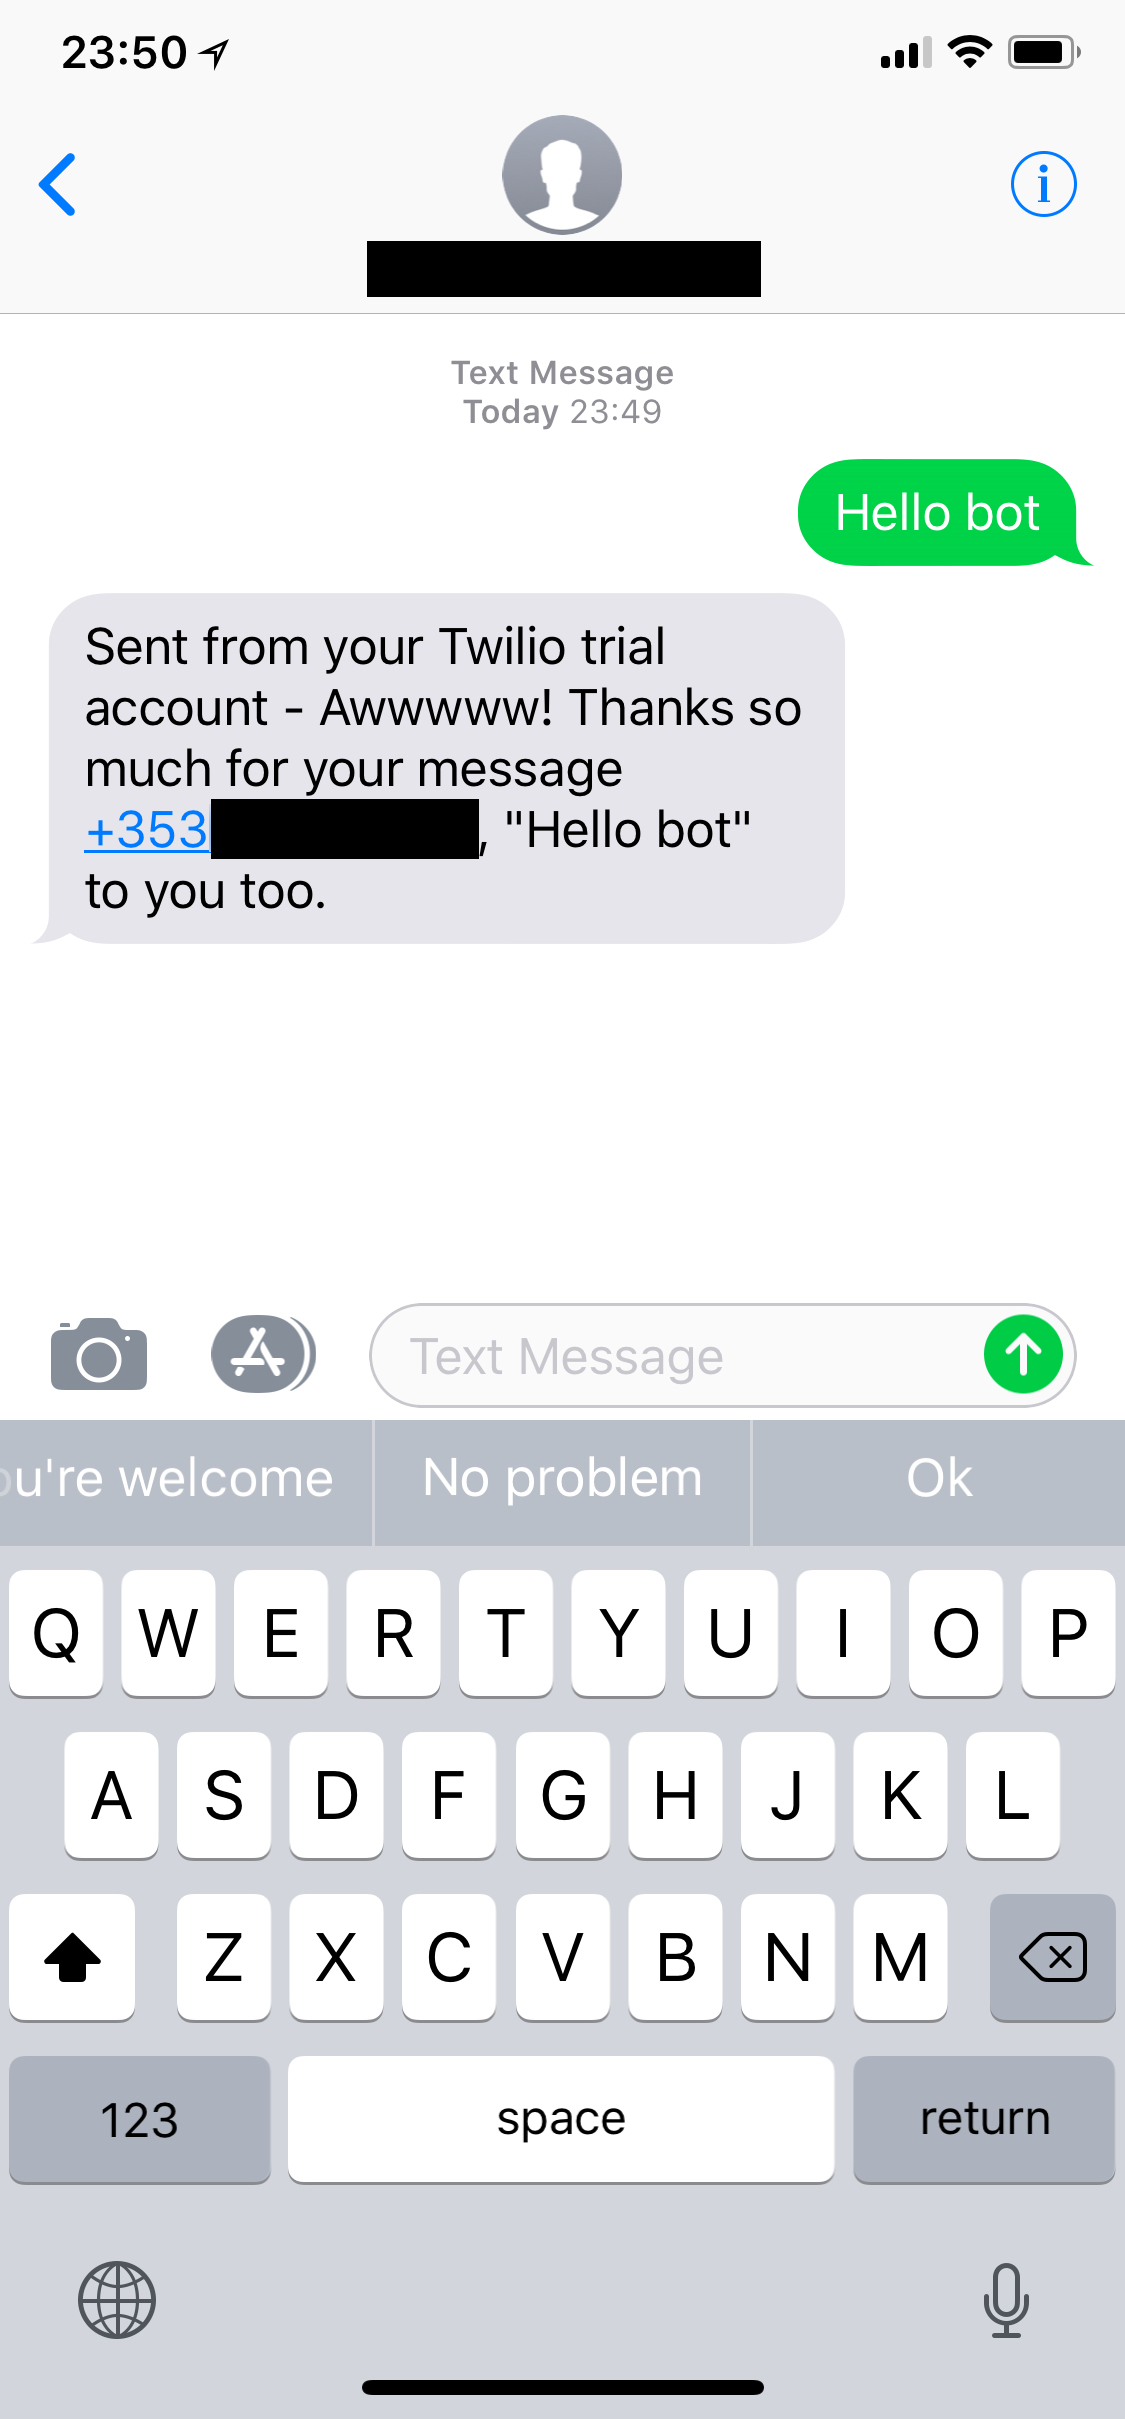 23:50
Text Message
Today 23:49
Hello bot
Sent from your Twilio trial
account - Awwwww! Thanks so
much for your message
+353 , "Hello bot"
to you too.
Text Message
ou're welcome No problem Ok
Q W E R T Y U I O P
A S D F G H J K L
Z X C V B N M
123 space return